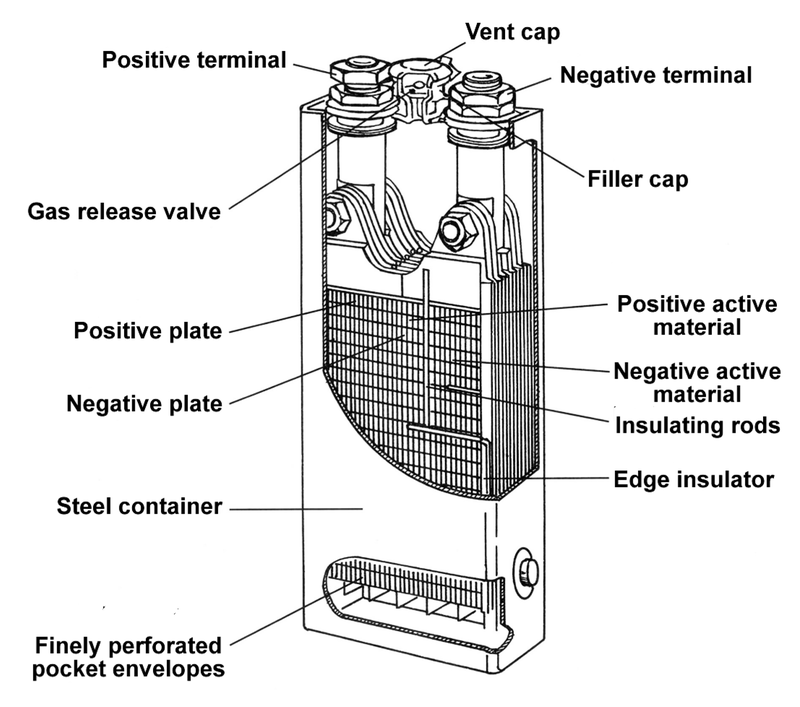 Vent cap
Positive terminal
Negative terminal
Filler cap
Gas release valve
Positive plate
Positive active
material
Negative plate
Negative active
material
Insulating rods
Edge insulator
Steel container
Finely perforated
pocket envelopes